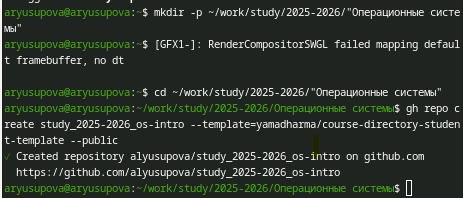 aryusupova@aryusupova:~$ mkdir -p ~/work/study/2025-2026/"Операционные систе
мы"
aryusupova@aryusupova:~$ [GFX1-]: RenderCompositorSWGL failed mapping defaul
t framebuffer, no dt
aryusupova@aryusupova:~$ cd ~/work/study/2025-2026/"Операционные системы"
aryusupova@aryusupova:~/work/study/2025-2026/Операционные системы$ gh repo c
reate study_2025-2026_os-intro --template=yamadharma/course-directory-studen
t-template --public
✓ Created repository alyusupova/study_2025-2026_os-intro on github.com
https://github.com/alyusupova/study_2025-2026_os-intro
aryusupova@aryusupova:~/work/study/2025-2026/Операционные системы$